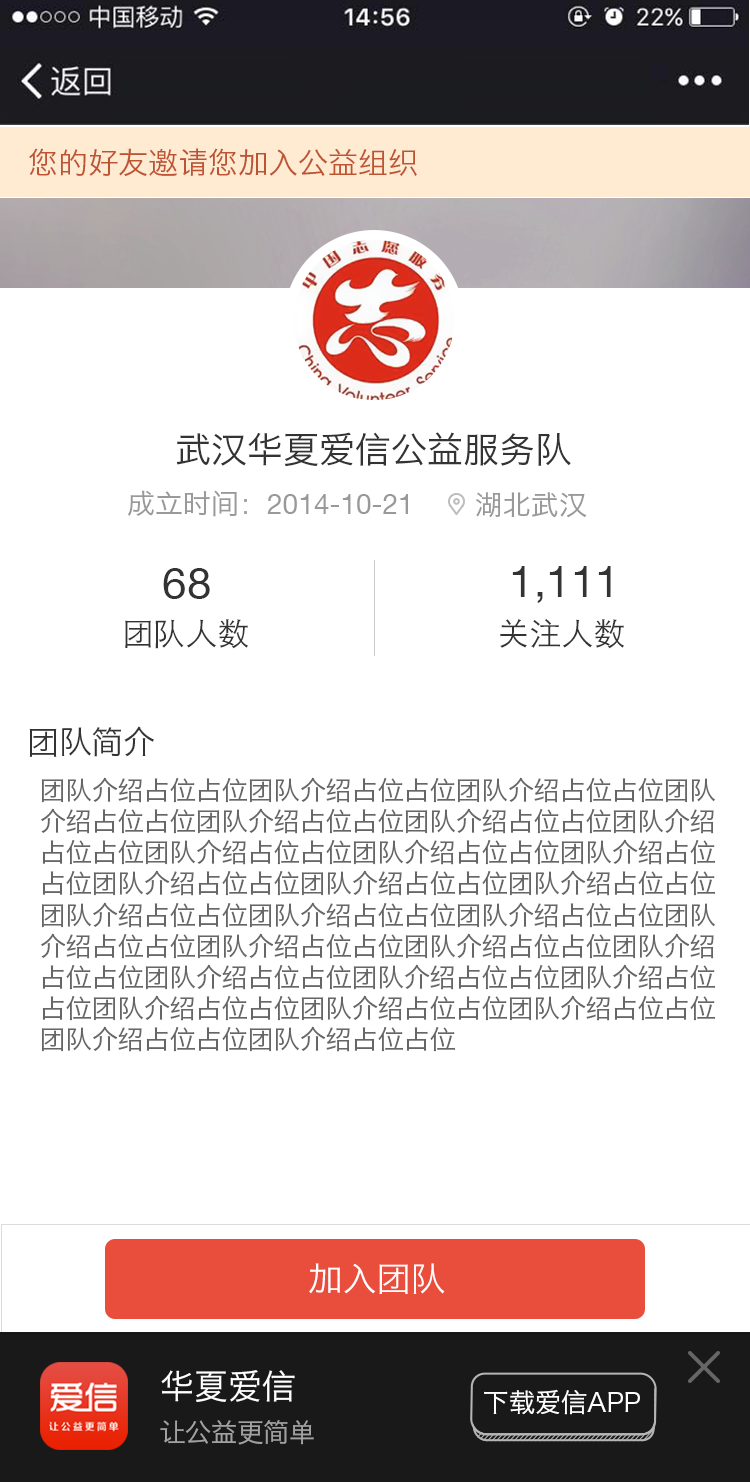 中国移动 14:56 22%
返回
您的好友邀请您加入公益组织
中国志愿服务
China Volunteer Service
武汉华夏爱信公益服务队
成立时间：2014-10-21 湖北武汉
68 1,111
团队人数 关注人数
团队简介
团队介绍占位占位团队介绍占位占位团队介绍占位占位团队
介绍占位占位团队介绍占位占位团队介绍占位占位团队介绍
占位占位团队介绍占位占位团队介绍占位占位团队介绍占位
占位团队介绍占位占位团队介绍占位占位团队介绍占位占位
团队介绍占位占位团队介绍占位占位团队介绍占位占位团队
介绍占位占位团队介绍占位占位团队介绍占位占位团队介绍
占位占位团队介绍占位占位团队介绍占位占位团队介绍占位
占位团队介绍占位占位团队介绍占位占位团队介绍占位占位
团队介绍占位占位团队介绍占位占位
加入团队
爱信
让公益更简单
华夏爱信
让公益更简单
下载爱信APP